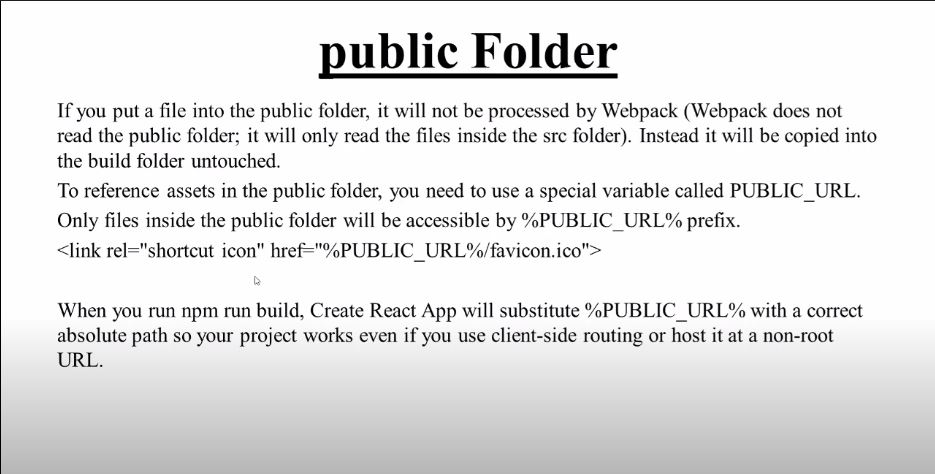 public Folder
If you put a file into the public folder, it will not be processed by Webpack (Webpack does not
read the public folder; it will only read the files inside the src folder). Instead it will be copied into
the build folder untouched.
To reference assets in the public folder, you need to use a special variable called PUBLIC_URL.
Only files inside the public folder will be accessible by %PUBLIC_URL% prefix.
<link rel="shortcut icon" href="%PUBLIC_URL%/favicon.ico">
When you run npm run build, Create React App will substitute %PUBLIC_URL% with a correct
absolute path so your project works even if you use client-side routing or host it at a non-root
URL.